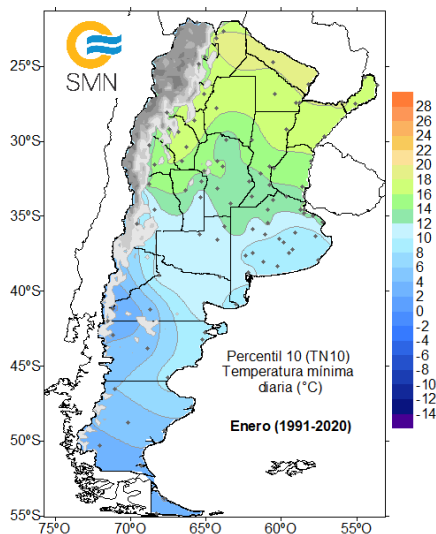 SMN
25°S
30°S
35°S
40°S
45°S
50°S
55°S
75°O
70°O
65°O
60°O
55°O
Percentil 10 (TN10)
Temperatura mínima
diaria (°C)
Enero (1991-2020)
28
26
24
22
20
18
16
14
12
10
8
6
4
2
0
-2
-4
-6
-8
-10
-12
-14